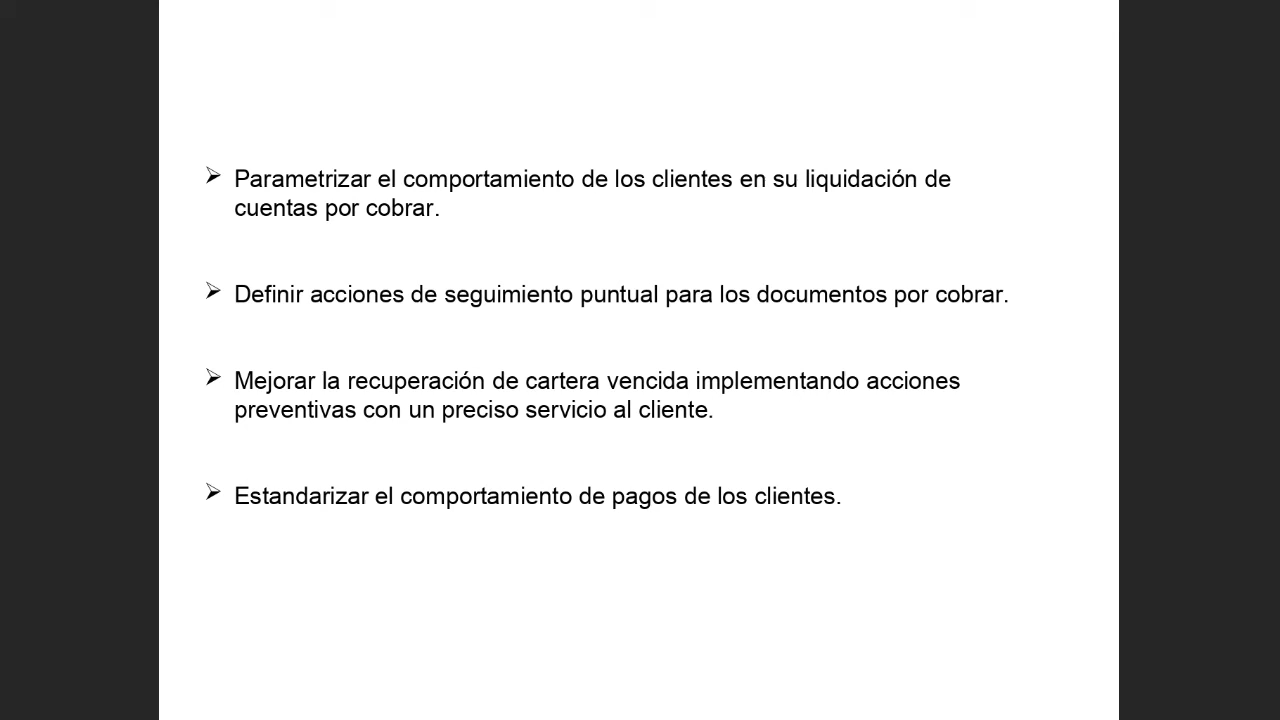 ➢ Parametrizar el comportamiento de los clientes en su liquidación de
cuentas por cobrar.
➢ Definir acciones de seguimiento puntual para los documentos por cobrar.
➢ Mejorar la recuperación de cartera vencida implementando acciones
preventivas con un preciso servicio al cliente.
➢ Estandarizar el comportamiento de pagos de los clientes.